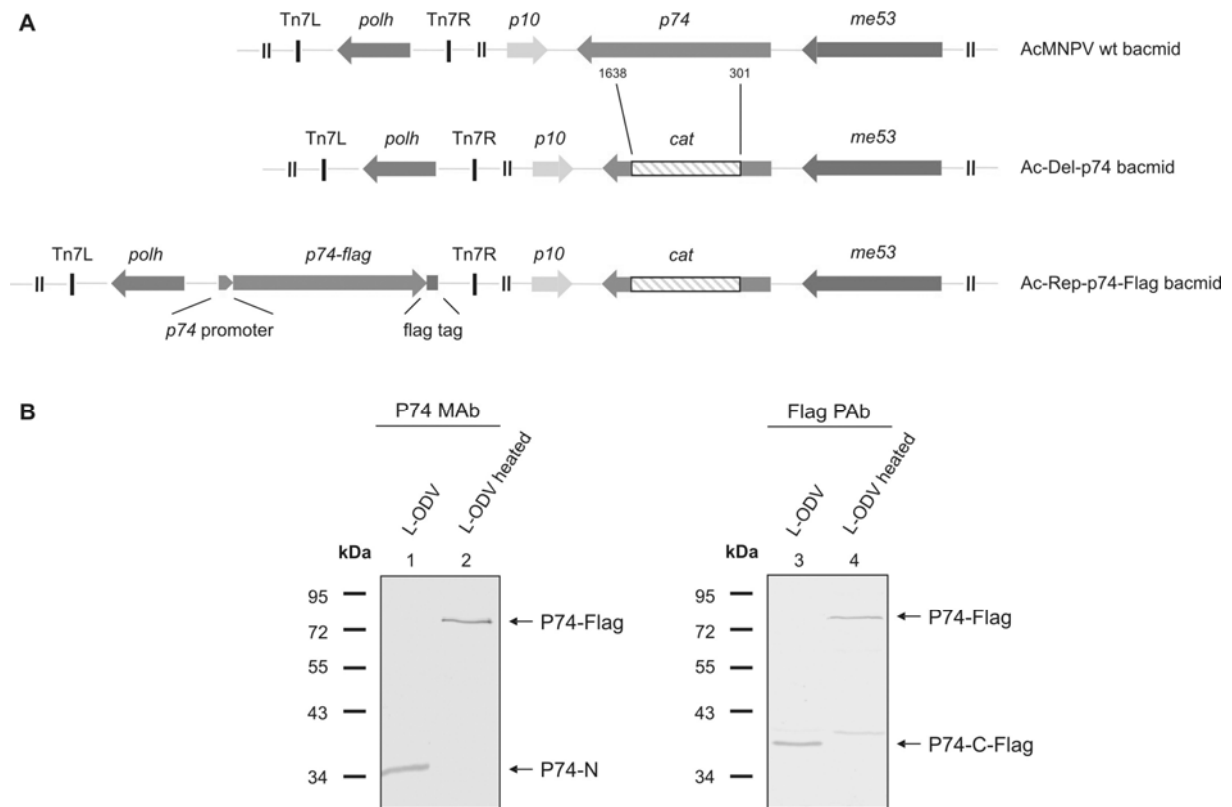 A
Tn7L polh Tn7R p10 p74 me53
AcMNPV wt bacmid
1638 301
Tn7L polh Tn7R p10 cat me53
Ac-Del-p74 bacmid
Tn7L polh p74-flag Tn7R p10 cat me53
Ac-Rep-p74-Flag bacmid
p74 promoter flag tag
B
P74 MAb
L-ODV
L-ODV heated
kDa 1 2
95
72
55
43
34
P74-Flag
P74-N
Flag PAb
L-ODV
L-ODV heated
kDa 3 4
95
72
55
43
34
P74-Flag
P74-C-Flag